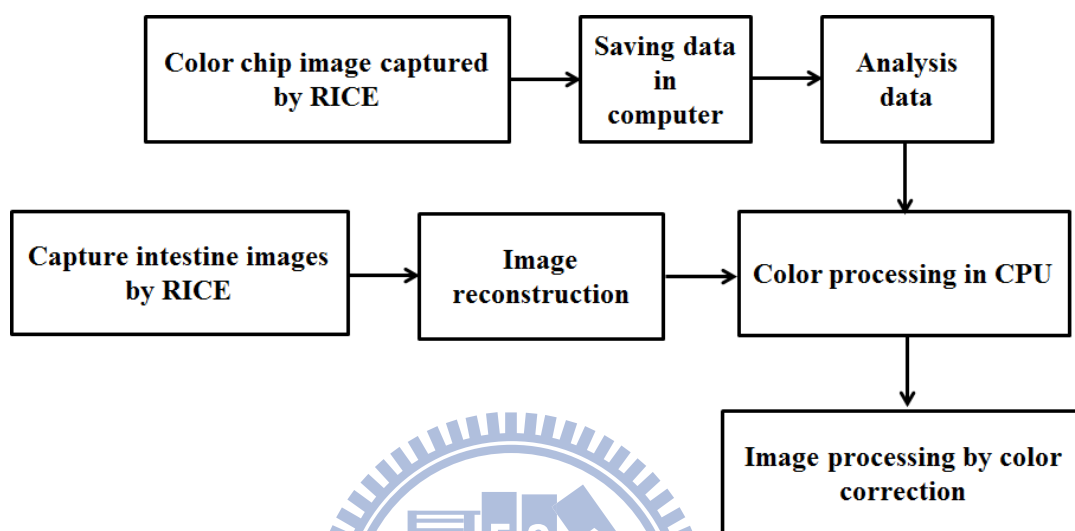 Color chip image captured
by RICE
Saving data
in
computer
Analysis
data
Capture intestine images
by RICE
Image
reconstruction
Color processing in CPU
Image processing by color
correction